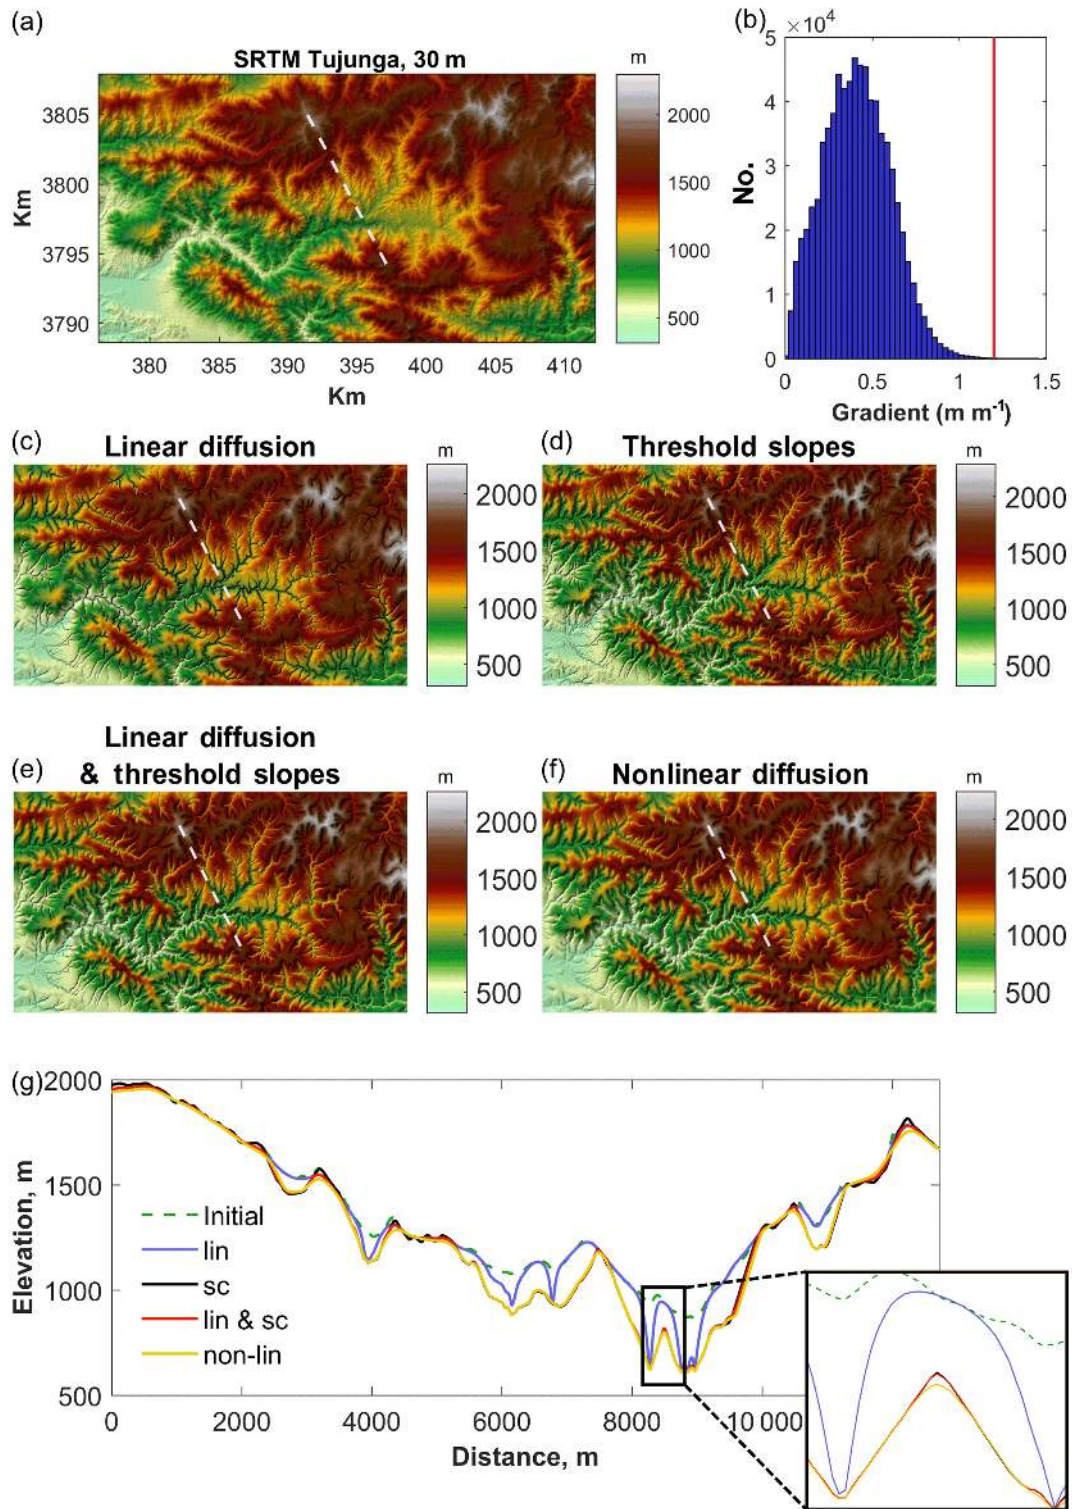 (a)
SRTM Tujunga, 30 m
m
3805
3800
3795
3790
Km
380 385 390 395 400 405 410
Km
2000
1500
1000
500
(b)
×10⁴
5
4
3
2
1
0
No.
0 0.5 1 1.5
Gradient (m m⁻¹)
(c)
Linear diffusion
m
2000
1500
1000
500
(d)
Threshold slopes
m
2000
1500
1000
500
Linear diffusion
(e)
& threshold slopes
m
2000
1500
1000
500
(f)
Nonlinear diffusion
m
2000
1500
1000
500
(g)
2000
1500
1000
500
Elevation, m
Initial
lin
sc
lin & sc
non-lin
0 2000 4000 6000 8000 10 000
Distance, m